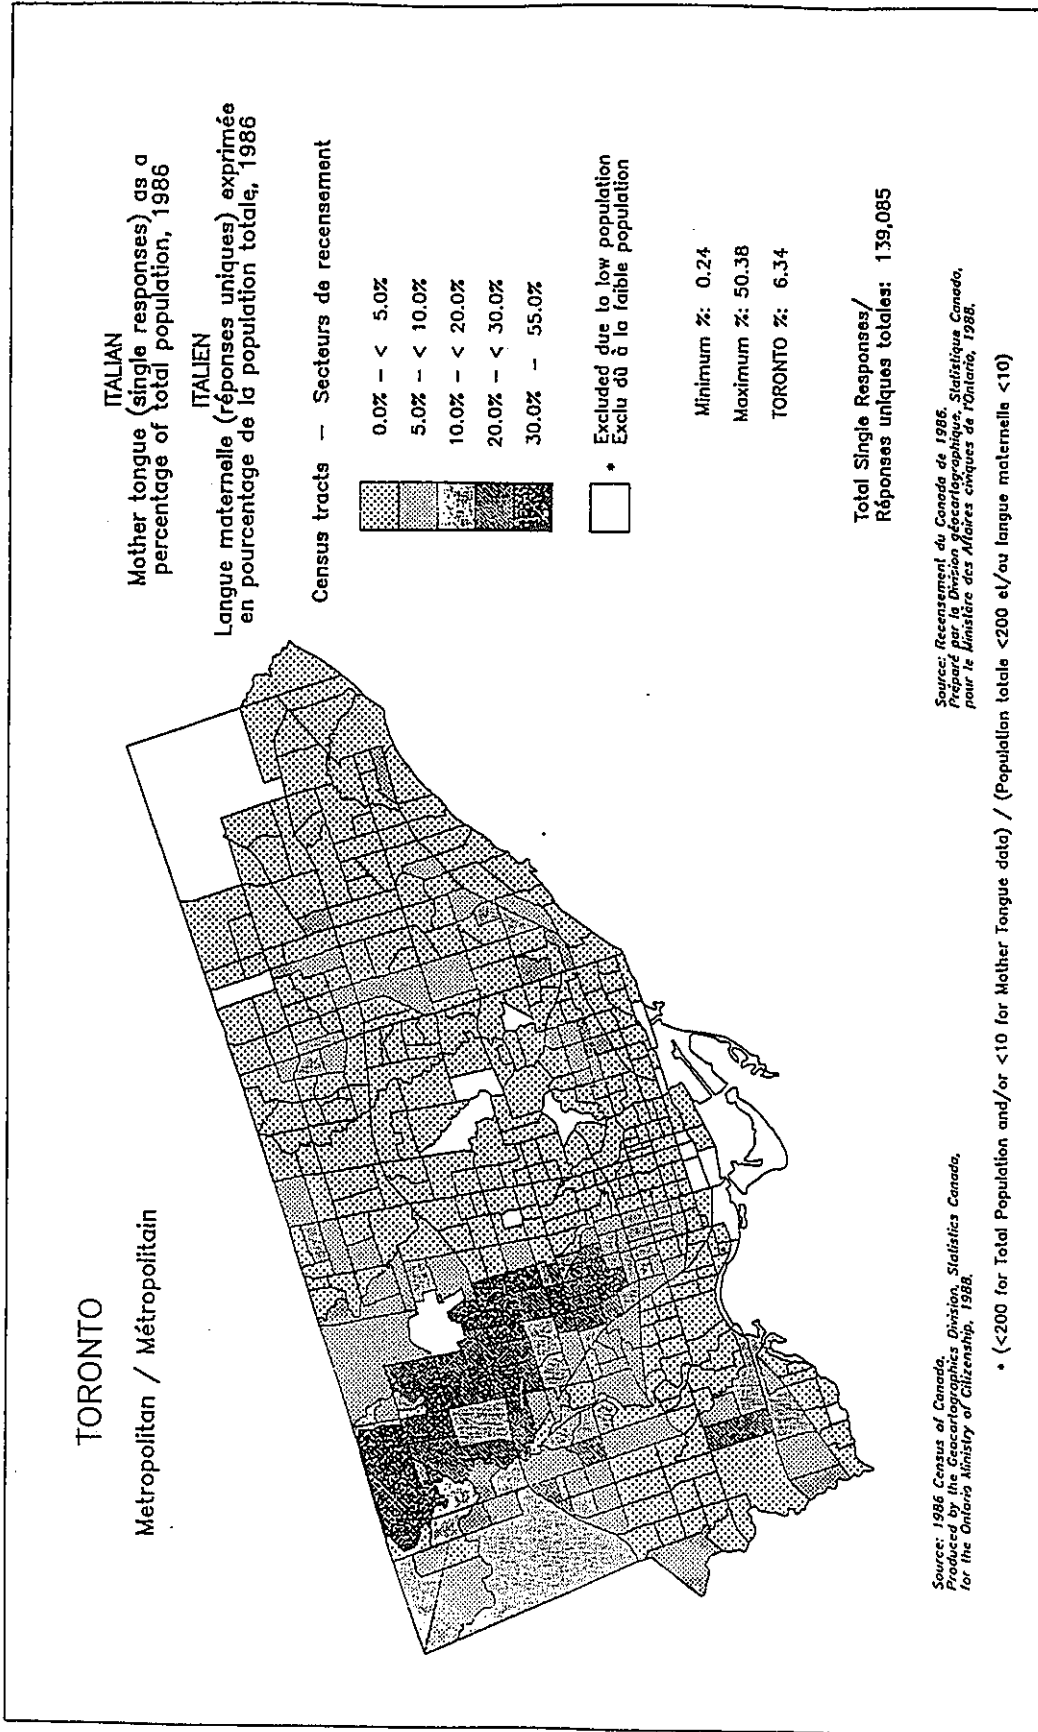 TORONTO
Metropolitan / Métropolitain
ITALIAN
Mother tongue (single responses) as a
percentage of total population, 1986
ITALIEN
Langue maternelle (réponses uniques) exprimée
en pourcentage de la population totale, 1986
Census tracts – Secteurs de recensement
0.0% – < 5.0%
5.0% – < 10.0%
10.0% – < 20.0%
20.0% – < 30.0%
30.0% – 55.0%
* Excluded due to low population
Exclu dû à la faible population
Minimum %: 0.24
Maximum %: 50.38
TORONTO %: 6.34
Total Single Responses/
Réponses uniques totales: 139,085
Source: 1986 Census of Canada.
Produced by the Geocartographics Division, Statistics Canada,
for the Ontario Ministry of Citizenship, 1988.
Source: Recensement du Canada de 1986.
Préparé par la Division géocartographique, Statistique Canada,
pour le Ministère des Affaires civiques de l'Ontario, 1988.
* (<200 for Total Population and/or <10 for Mother Tongue data) / (Population totale <200 et/ou langue maternelle <10)